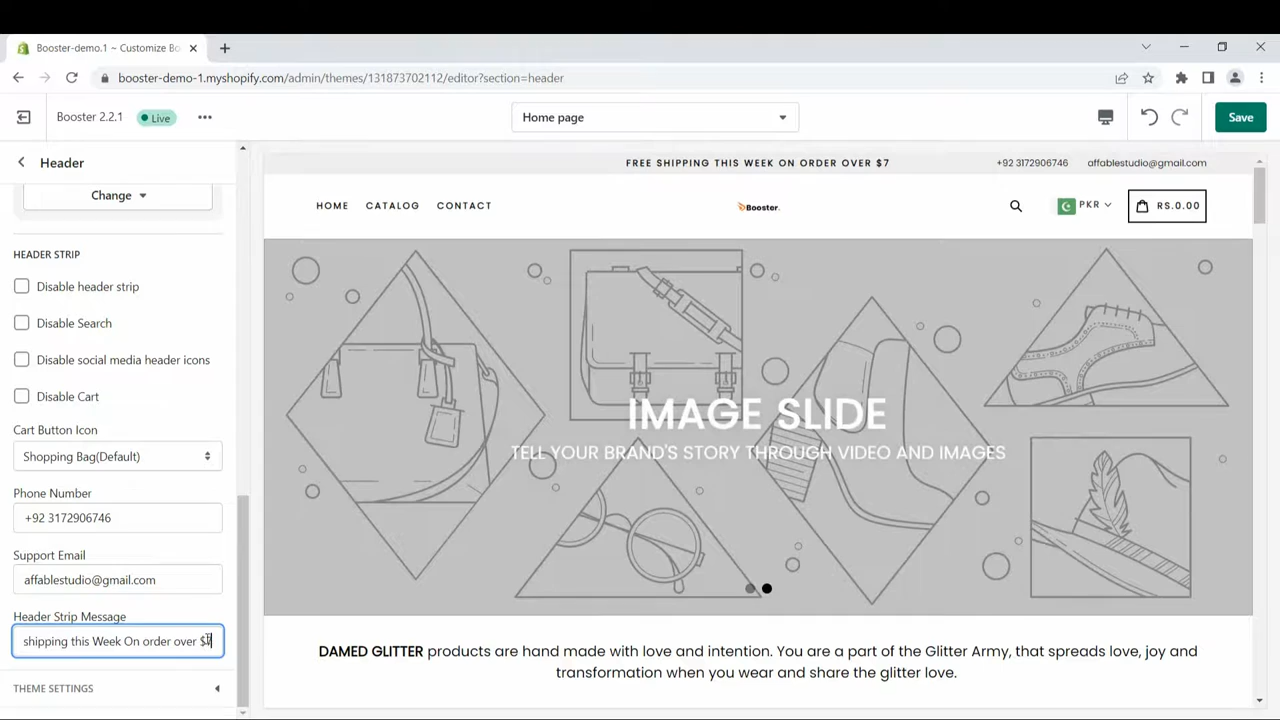 Booster-demo.1 ~ Customize Bo
booster-demo-1.myshopify.com/admin/themes/131873702112/editor?section=header
Booster 2.2.1 Live
Home page
Save
Header
Change
HEADER STRIP
Disable header strip
Disable Search
Disable social media header icons
Disable Cart
Cart Button Icon
Shopping Bag(Default)
Phone Number
+92 3172906746
Support Email
affablestudio@gmail.com
Header Strip Message
shipping this Week On order over $7
THEME SETTINGS
FREE SHIPPING THIS WEEK ON ORDER OVER $7
+92 3172906746 affablestudio@gmail.com
HOME CATALOG CONTACT
Booster.
PKR
RS.0.00
IMAGE SLIDE
TELL YOUR BRAND'S STORY THROUGH VIDEO AND IMAGES
DAMED GLITTER products are hand made with love and intention. You are a part of the Glitter Army, that spreads love, joy and
transformation when you wear and share the glitter love.